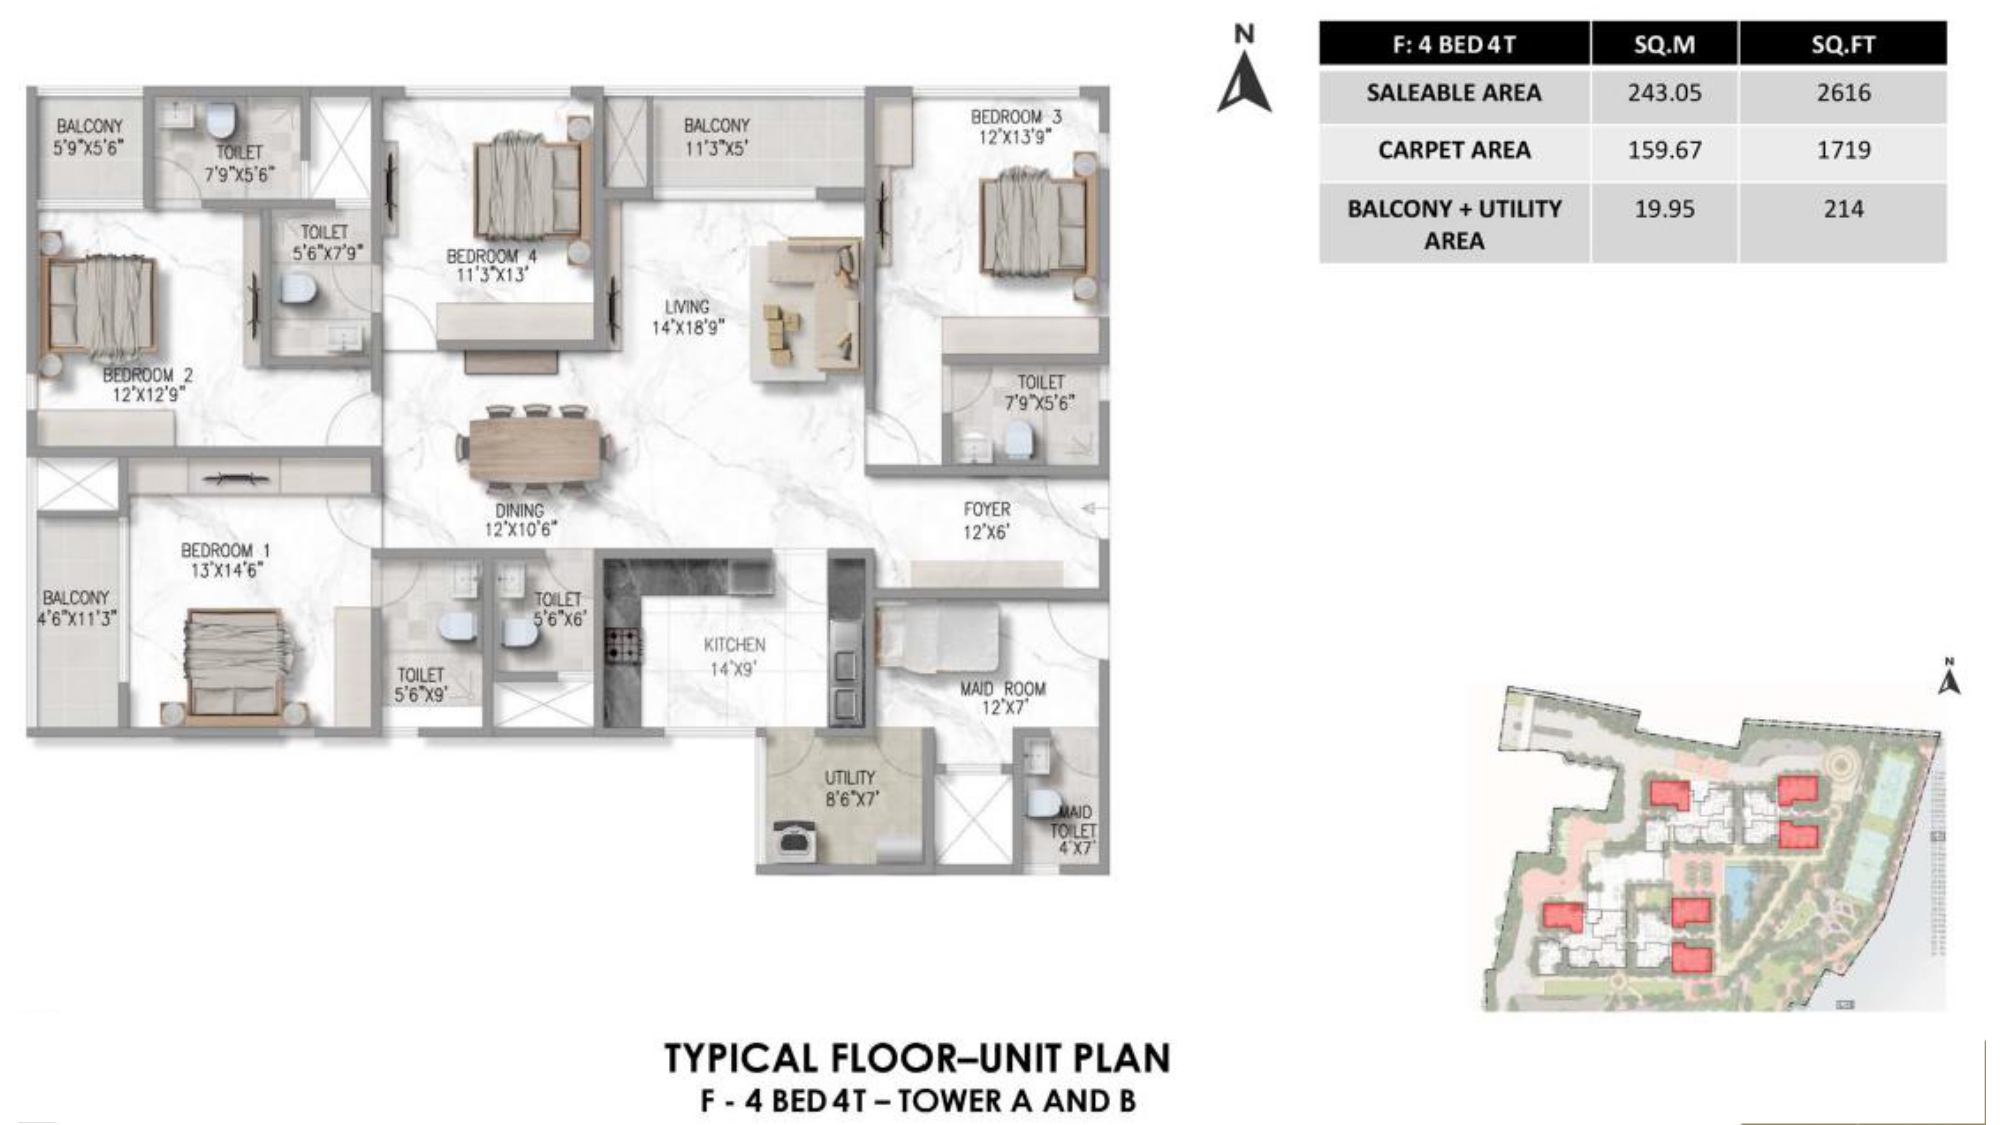 N
F: 4 BED 4T SQ.M SQ.FT
SALEABLE AREA 243.05 2616
CARPET AREA 159.67 1719
BALCONY + UTILITY AREA 19.95 214
BALCONY
5'9"X5'6"
TOILET
7'9"X5'6"
TOILET
5'6"X7'9"
BEDROOM 4
11'3"X13'
BALCONY
11'3"X5'
BEDROOM 3
12'X13'9"
LIVING
14'X18'9"
BEDROOM 2
12'X12'9"
TOILET
7'9"X5'6"
DINING
12'X10'6"
FOYER
12'X6'
BEDROOM 1
13'X14'6"
BALCONY
4'6"X11'3"
TOILET
5'6"X9'
TOILET
5'6"X6'
KITCHEN
14'X9'
MAID ROOM
12'X7'
UTILITY
8'6"X7'
MAID
TOILET
4'X7'
N
TYPICAL FLOOR–UNIT PLAN
F - 4 BED 4T – TOWER A AND B